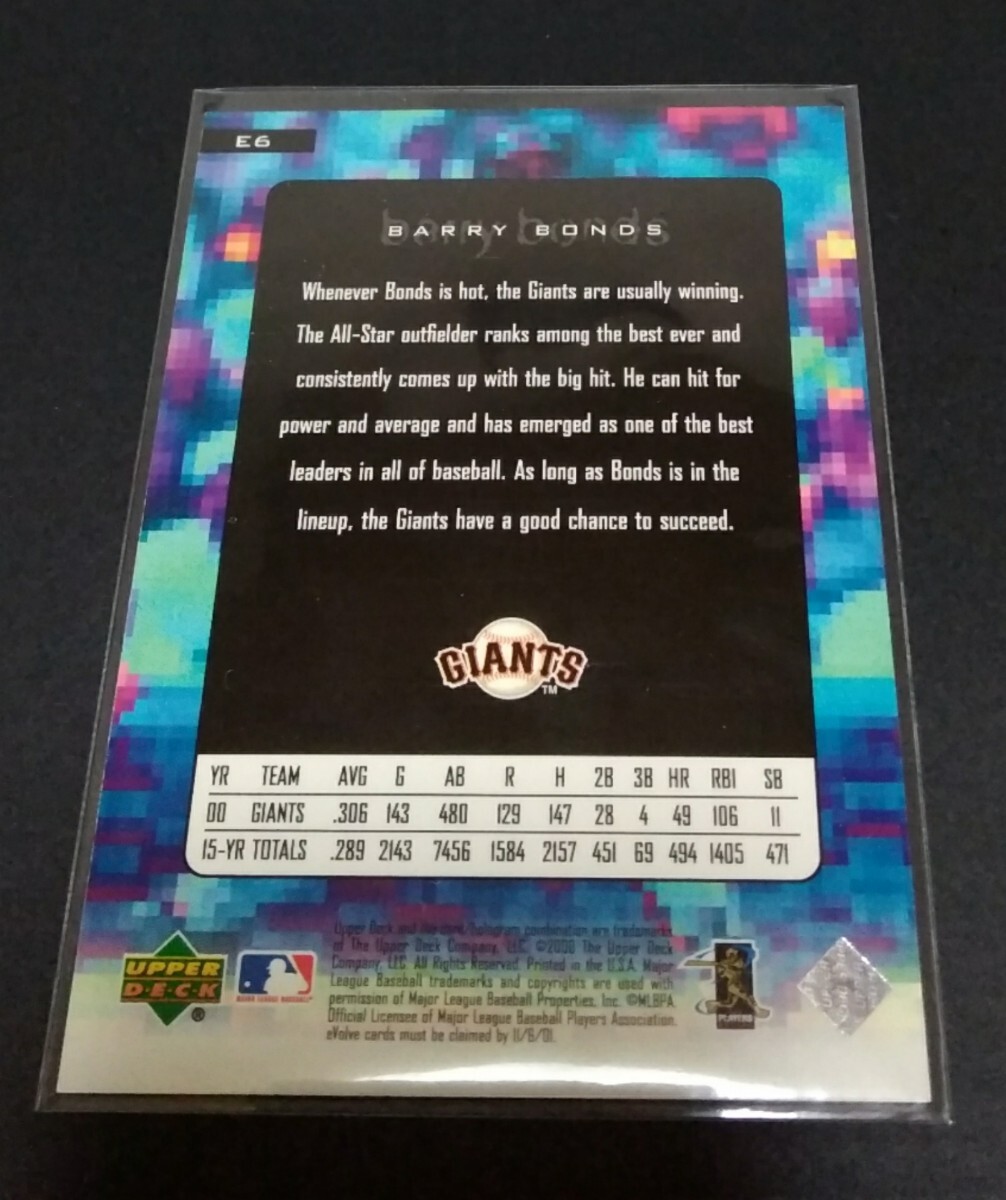 E6
barry bonds
BARRY BONDS
Whenever Bonds is hot, the Giants are usually winning.
The All-Star outfielder ranks among the best ever and
consistently comes up with the big hit. He can hit for
power and average and has emerged as one of the best
leaders in all of baseball. As long as Bonds is in the
lineup, the Giants have a good chance to succeed.
GIANTS
TM
YR TEAM AVG G AB R H 2B 3B HR RBI SB
00 GIANTS .306 143 480 129 147 28 4 49 106 11
15-YR TOTALS .289 2143 7456 1584 2157 451 69 494 1405 471
Upper Deck and the card/hologram combination are trademarks
of The Upper Deck Company, LLC. ©2000 The Upper Deck
Company, LLC. All Rights Reserved. Printed in the U.S.A. Major
League Baseball trademarks and copyrights are used with
permission of Major League Baseball Properties, Inc. ©MLBPA
Official Licensee of Major League Baseball Players Association.
eVolve cards must be claimed by 11/6/01.
UPPER
DECK
®
MAJOR LEAGUE BASEBALL
PLAYERS